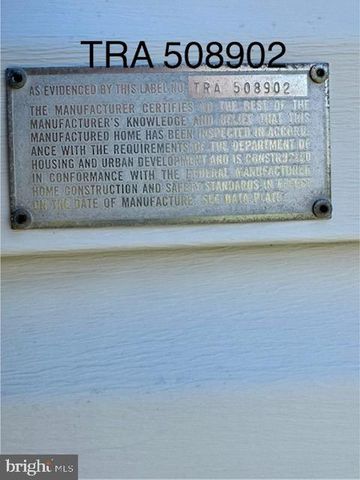 TRA 508902
AS EVIDENCED BY THIS LABEL NO. TRA 508902
THE MANUFACTURER CERTIFIES TO THE BEST OF THE
MANUFACTURER'S KNOWLEDGE AND BELIEF THAT THIS
MANUFACTURED HOME HAS BEEN INSPECTED IN ACCORD-
ANCE WITH THE REQUIREMENTS OF THE DEPARTMENT OF
HOUSING AND URBAN DEVELOPMENT AND IS CONSTRUCTED
IN CONFORMANCE WITH THE FEDERAL MANUFACTURED
HOME CONSTRUCTION AND SAFETY STANDARDS IN EFFECT
ON THE DATE OF MANUFACTURE. SEE DATA PLATE.
bright MLS